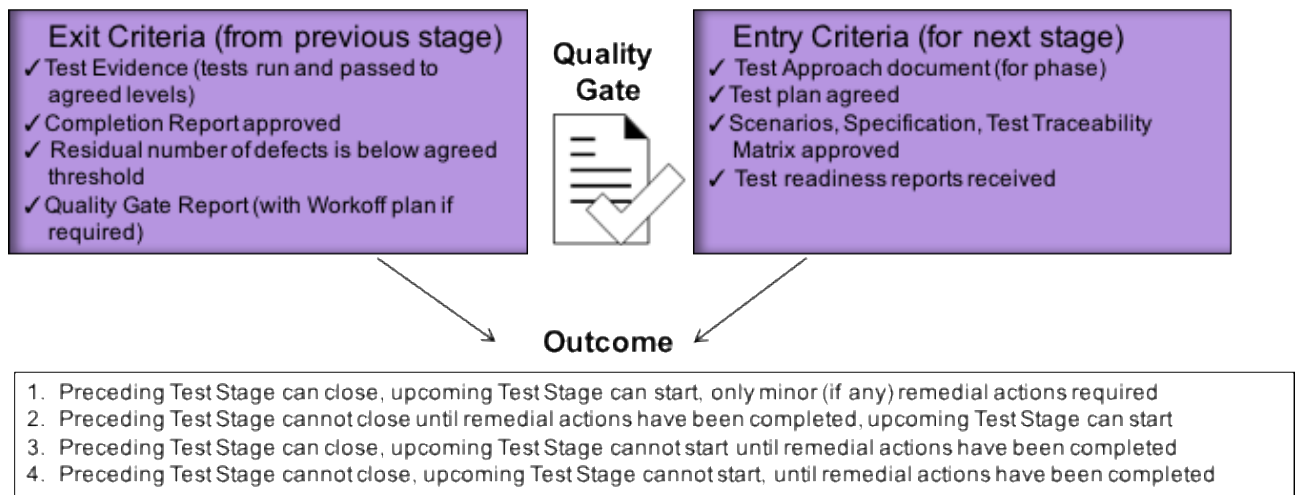 Exit Criteria (from previous stage)
✓Test Evidence (tests run and passed to
agreed levels)
✓Completion Report approved
✓ Residual number of defects is below agreed
threshold
✓Quality Gate Report (with Workoff plan if
required)
Quality
Gate
Entry Criteria (for next stage)
✓ Test Approach document (for phase)
✓Test plan agreed
✓Scenarios, Specification, Test Traceability
Matrix approved
✓ Test readiness reports received
Outcome
1. Preceding Test Stage can close, upcoming Test Stage can start, only minor (if any) remedial actions required
2. Preceding Test Stage cannot close until remedial actions have been completed, upcoming Test Stage can start
3. Preceding Test Stage can close, upcoming Test Stage cannot start until remedial actions have been completed
4. Preceding Test Stage cannot close, upcoming Test Stage cannot start, until remedial actions have been completed